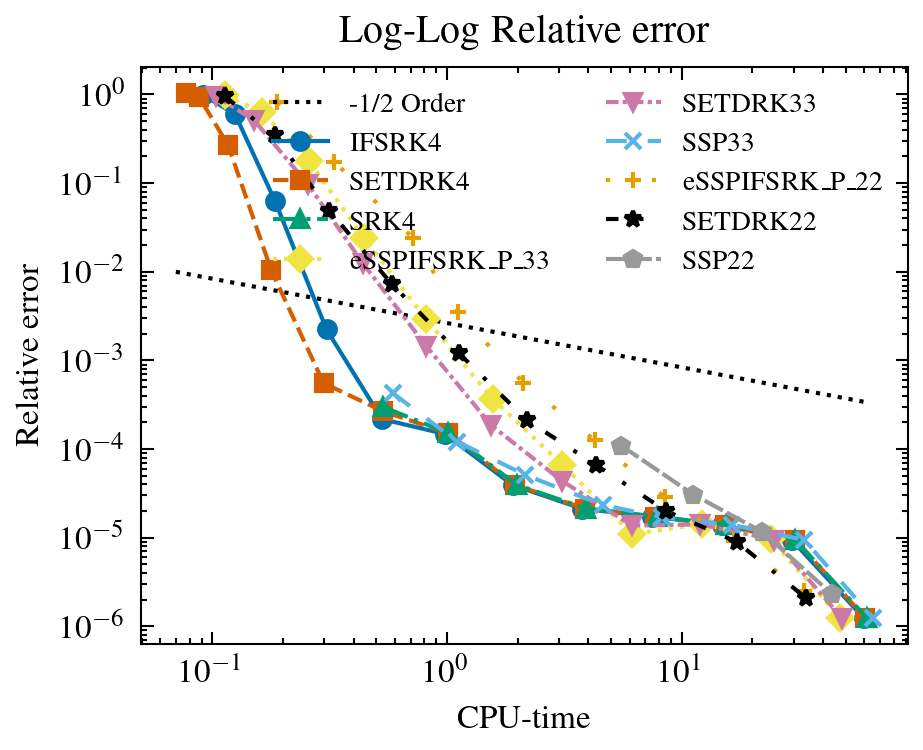 Log-Log Relative error
Relative error
10^0
10^{-1}
10^{-2}
10^{-3}
10^{-4}
10^{-5}
10^{-6}
-1/2 Order
IFSRK4
SETDRK4
SRK4
eSSPIFSRK_P_33
SETDRK33
SSP33
eSSPIFSRK_P_22
SETDRK22
SSP22
10^{-1}
10^0
10^1
CPU-time